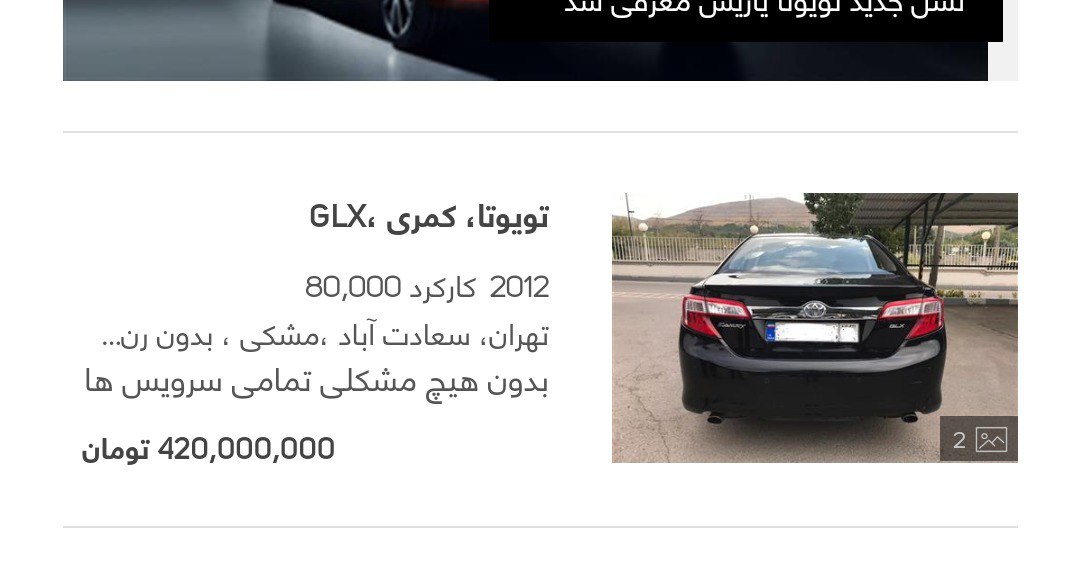 نسل جدید تویوتا یاریس معرفی شد
تویوتا، کمری ،GLX
2012 کارکرد 80,000
تهران، سعادت آباد ،مشکی ، بدون رن...
بدون هیچ مشکلی تمامی سرویس ها
420,000,000 تومان
CAMRY
GLX
2